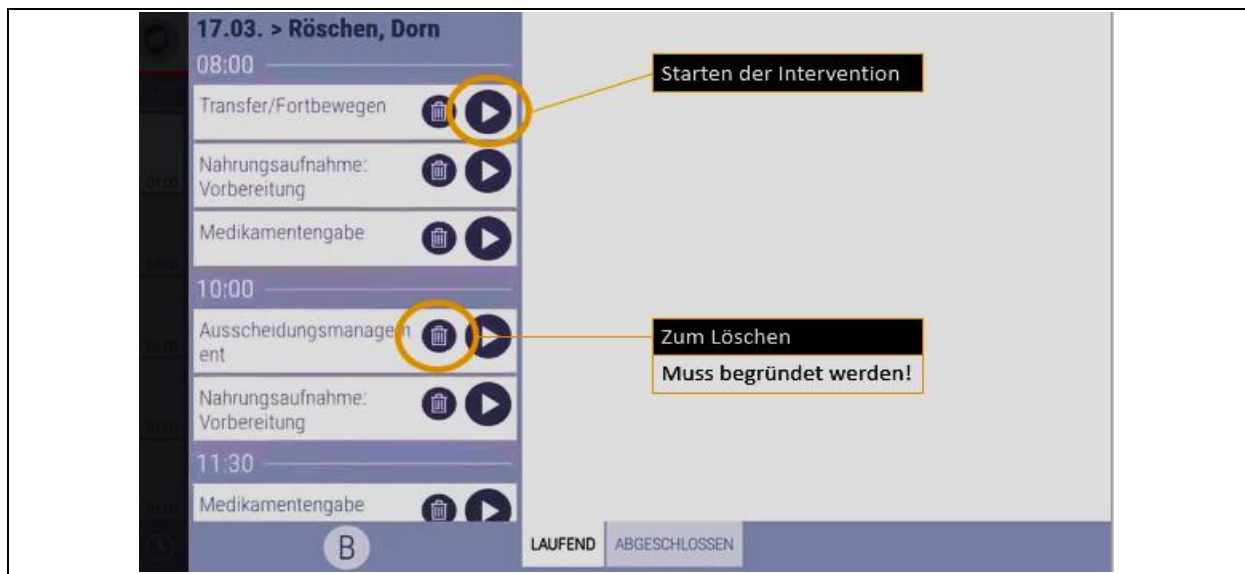 17.03. > Röschen, Dorn
08:00
Starten der Intervention
Transfer/Fortbewegen
Nahrungsaufnahme:
Vorbereitung
Medikamentengabe
10:00
Ausscheidungsmanagem
ent
Zum Löschen
Muss begründet werden!
Nahrungsaufnahme:
Vorbereitung
11:30
Medikamentengabe
B
LAUFEND
ABGESCHLOSSEN